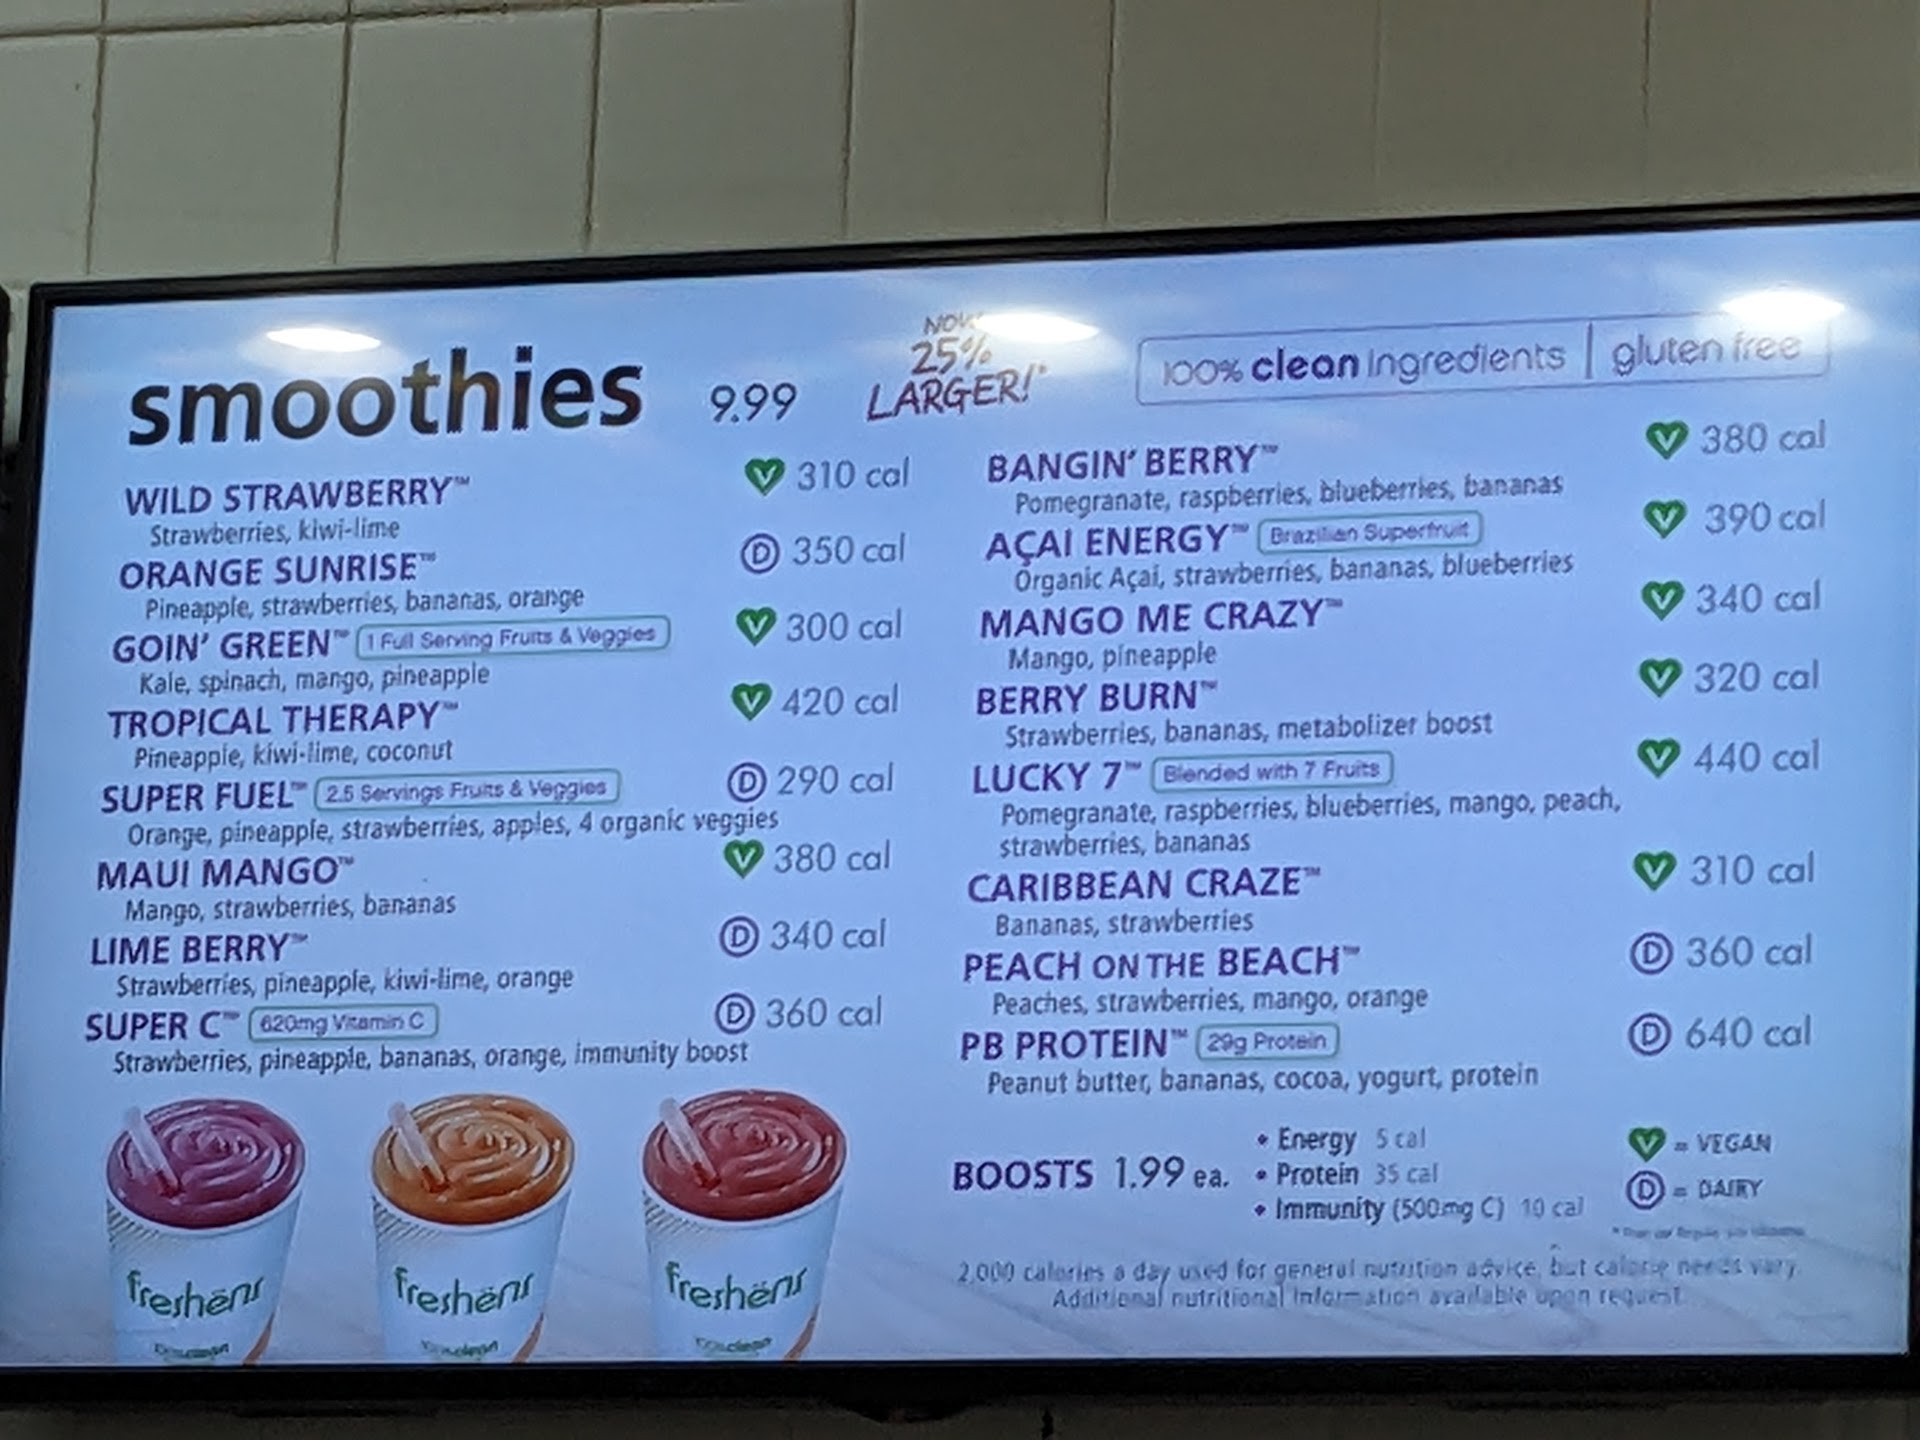 smoothies 9.99
NOW
25%
LARGER!*
100% clean ingredients | gluten free
WILD STRAWBERRY™ V 310 cal
Strawberries, kiwi-lime
ORANGE SUNRISE™ D 350 cal
Pineapple, strawberries, bananas, orange
GOIN' GREEN™ 1 Full Serving Fruits & Veggies V 300 cal
Kale, spinach, mango, pineapple
TROPICAL THERAPY™ V 420 cal
Pineapple, kiwi-lime, coconut
SUPER FUEL™ 2.5 Servings Fruits & Veggies D 290 cal
Orange, pineapple, strawberries, apples, 4 organic veggies
MAUI MANGO™ V 380 cal
Mango, strawberries, bananas
LIME BERRY™ D 340 cal
Strawberries, pineapple, kiwi-lime, orange
SUPER C™ 620mg Vitamin C D 360 cal
Strawberries, pineapple, bananas, orange, immunity boost
BANGIN' BERRY™ V 380 cal
Pomegranate, raspberries, blueberries, bananas
AÇAI ENERGY™ Brazilian Superfruit V 390 cal
Organic Açai, strawberries, bananas, blueberries
MANGO ME CRAZY™ V 340 cal
Mango, pineapple
BERRY BURN™ V 320 cal
Strawberries, bananas, metabolizer boost
LUCKY 7™ Blended with 7 Fruits V 440 cal
Pomegranate, raspberries, blueberries, mango, peach,
strawberries, bananas
CARIBBEAN CRAZE™ V 310 cal
Bananas, strawberries
PEACH ON THE BEACH™ D 360 cal
Peaches, strawberries, mango, orange
PB PROTEIN™ 29g Protein D 640 cal
Peanut butter, bananas, cocoa, yogurt, protein
BOOSTS 1.99 ea.
• Energy 5 cal
• Protein 35 cal
• Immunity (500mg C) 10 cal
V = VEGAN
D = DAIRY
2,000 calories a day used for general nutrition advice, but calorie needs vary.
Additional nutritional information available upon request.
freshëns
freshëns
freshëns